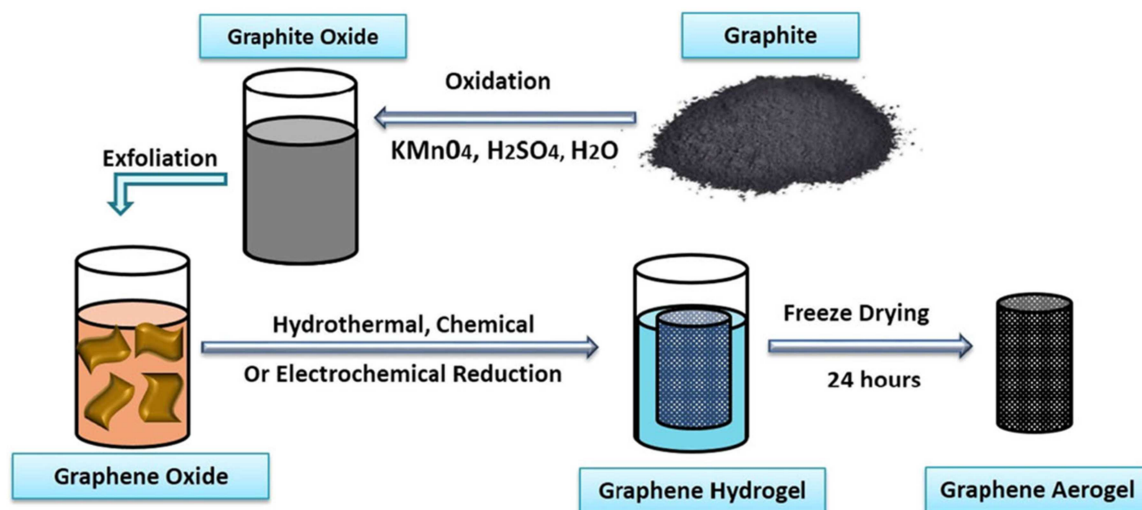 Graphite Oxide
Graphite
Oxidation
KMn04, H2SO4, H2O
Exfoliation
Hydrothermal, Chemical
Or Electrochemical Reduction
Freeze Drying
24 hours
Graphene Oxide
Graphene Hydrogel
Graphene Aerogel